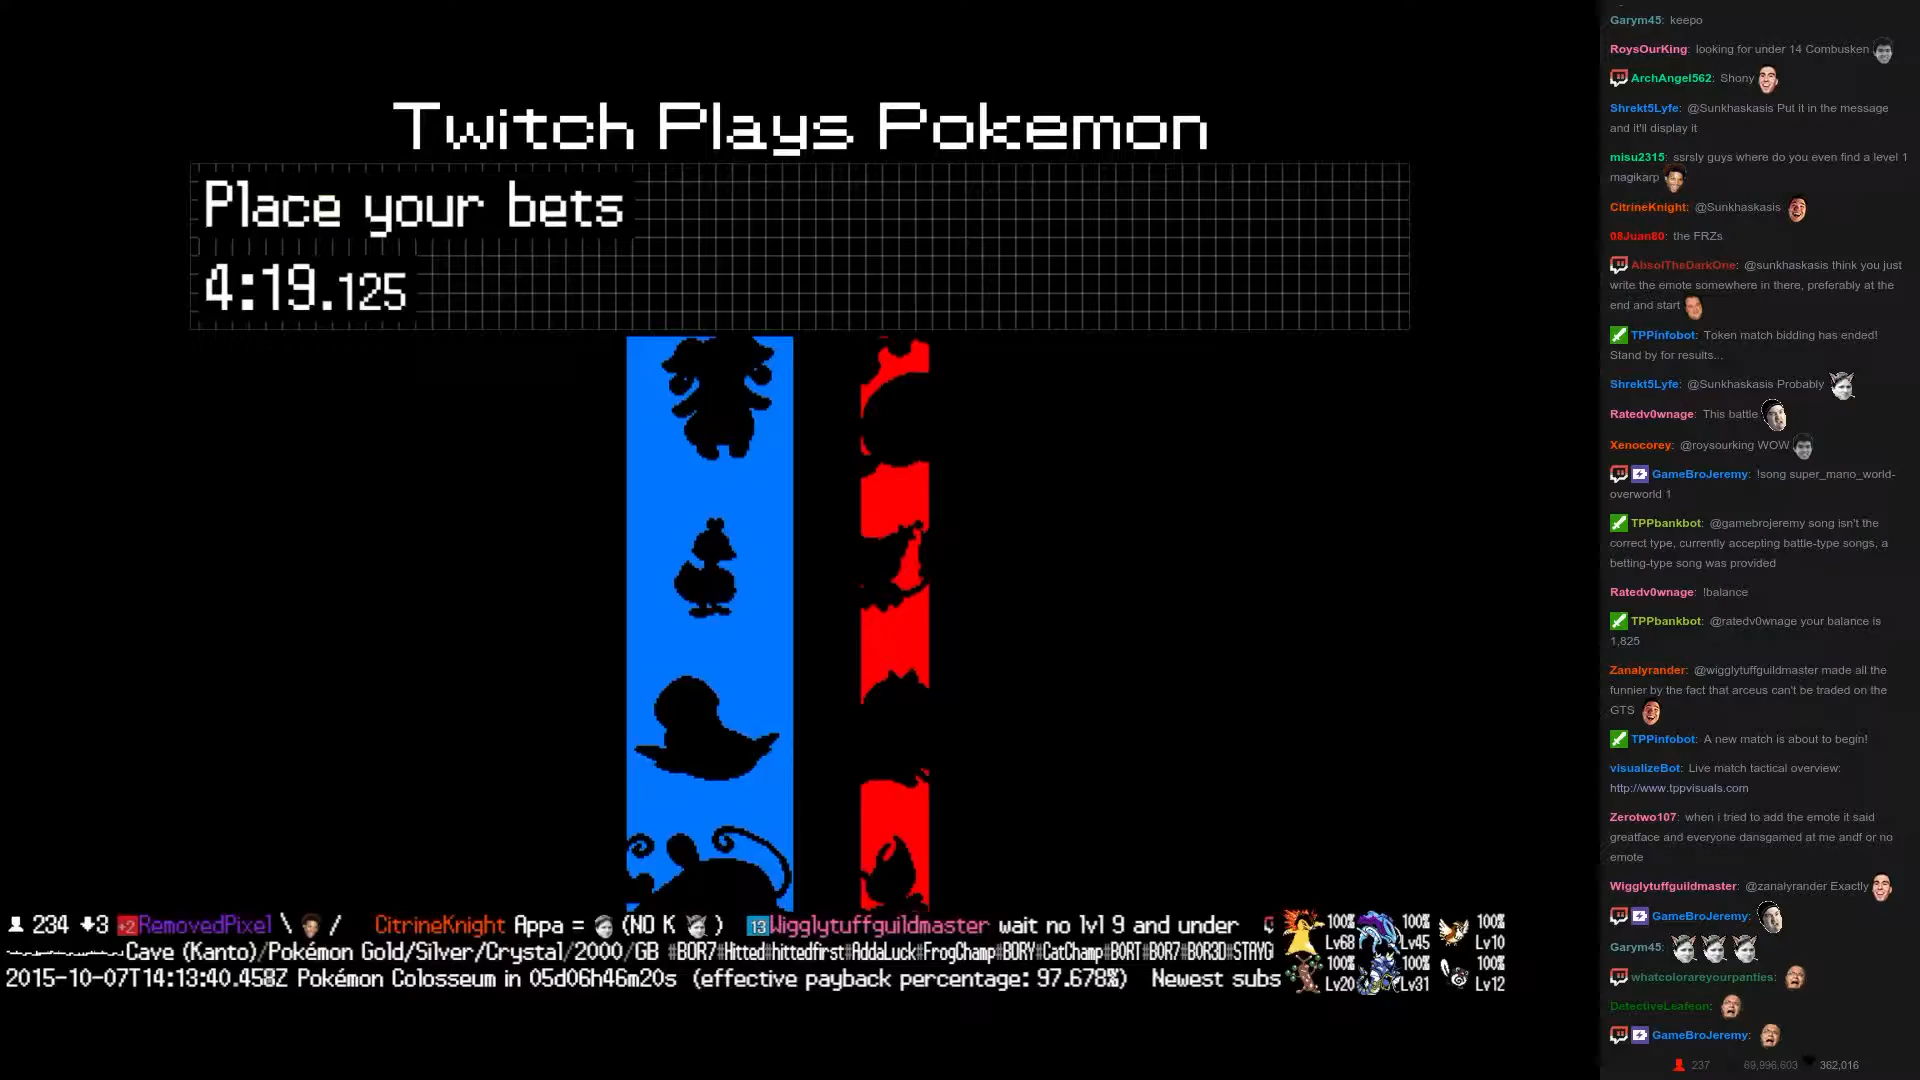 Twitch Plays Pokemon
Place your bets
4:19.125
234 3 +2 RemovedPixel \ / CitrineKnight Appa = (NO K ) 13 Wigglytuffguildmaster wait no lvl 9 and under
Cave (Kanto)/Pokémon Gold/Silver/Crystal/2000/GB #BOR7#Hitted#hittedfirst#AddaLuck#FrogChamp#BORY#CatChamp#BORT#BOR7#BOR3D#STAYG
2015-10-07T14:13:40.458Z Pokémon Colosseum in 05d06h46m20s (effective payback percentage: 97.678%) Newest subs
100% 100% 100%
Lv68 Lv45 Lv10
100% 100% 100%
Lv20 Lv31 Lv12
Garym45: keepo
RoysOurKing: looking for under 14 Combusken
ArchAngel562: Shony
Shrekt5Lyfe: @Sunkhaskasis Put it in the message
and it'll display it
misu2315: ssrsly guys where do you even find a level 1
magikarp
CitrineKnight: @Sunkhaskasis
08Juan80: the FRZs
AbsolTheDarkOne: @sunkhaskasis think you just
write the emote somewhere in there, preferably at the
end and start
TPPinfobot: Token match bidding has ended!
Stand by for results...
Shrekt5Lyfe: @Sunkhaskasis Probably
Ratedv0wnage: This battle
Xenocorey: @roysourking WOW
GameBroJeremy: !song super_mario_world-
overworld 1
TPPbankbot: @gamebrojeremy song isn't the
correct type, currently accepting battle-type songs, a
betting-type song was provided
Ratedv0wnage: !balance
TPPbankbot: @ratedv0wnage your balance is
1,825
Zanalyrander: @wigglytuffguildmaster made all the
funnier by the fact that arceus can't be traded on the
GTS
TPPinfobot: A new match is about to begin!
visualizeBot: Live match tactical overview:
http://www.tppvisuals.com
Zerotwo107: when i tried to add the emote it said
greatface and everyone dansgamed at me andf or no
emote
Wigglytuffguildmaster: @zanalyrander Exactly
GameBroJeremy:
Garym45:
whatcolorareyourpanties:
DetectiveLeafeon:
GameBroJeremy:
237 69,996,603 362,016